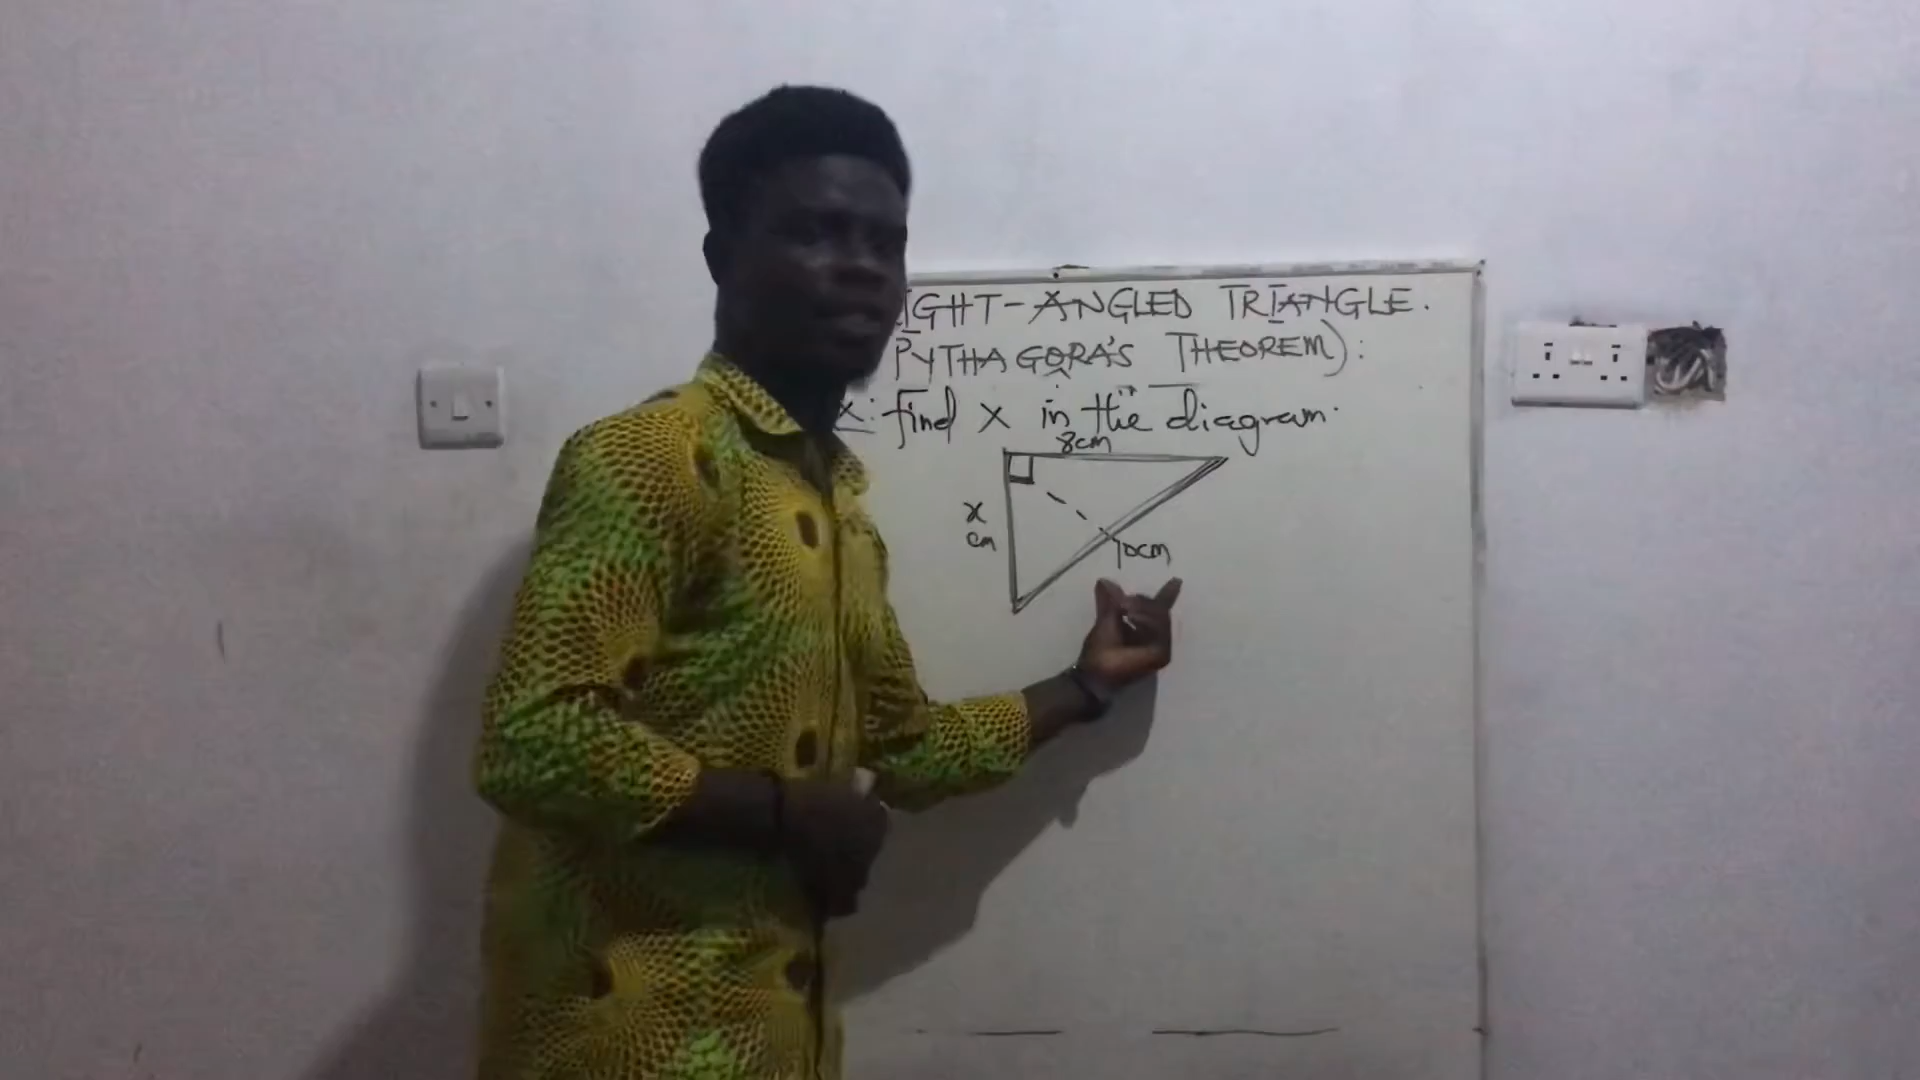 IGHT-ANGLED TRIANGLE.
PYTHAGORA'S THEOREM):
X: find x in the diagram.
8cm
x
cm
10cm